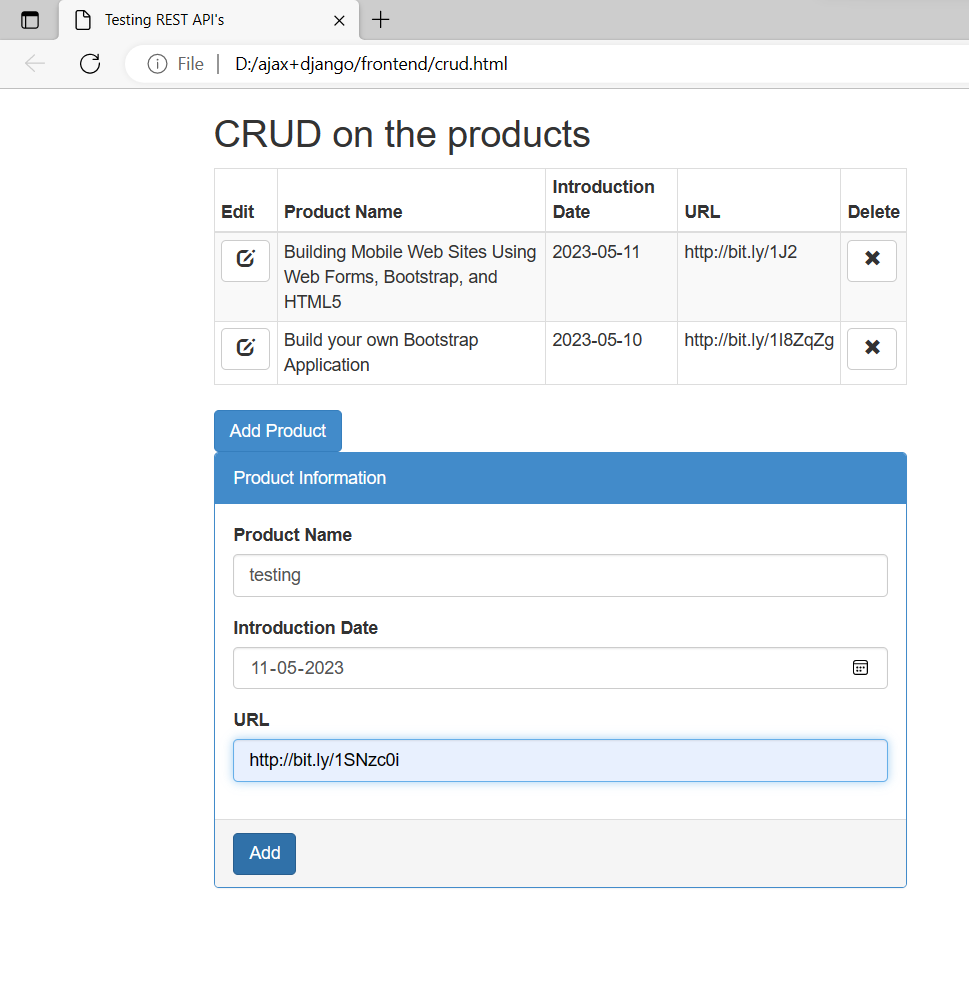 Testing REST API's
File
D:/ajax+django/frontend/crud.html
CRUD on the products
Edit Product Name Introduction Date URL Delete
Building Mobile Web Sites Using 2023-05-11 http://bit.ly/1J2
Web Forms, Bootstrap, and
HTML5
Build your own Bootstrap 2023-05-10 http://bit.ly/1I8ZqZg
Application
Add Product
Product Information
Product Name
testing
Introduction Date
11-05-2023
URL
http://bit.ly/1SNzc0i
Add